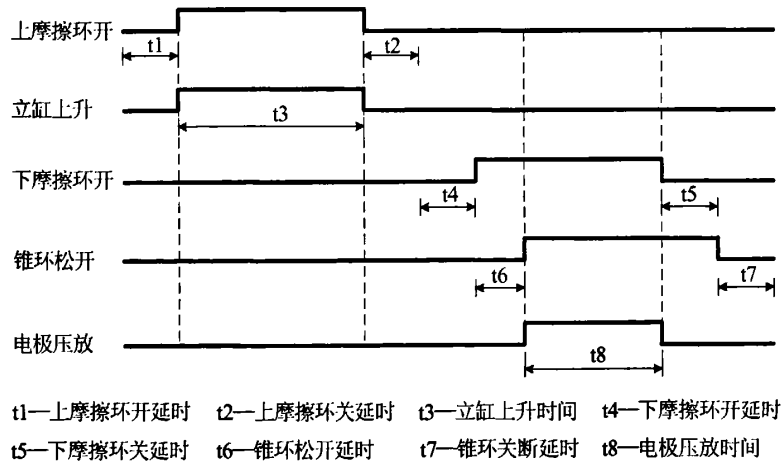 上摩擦环开
t1
t2
立缸上升
t3
下摩擦环开
t4
t5
锥环松开
t6
t7
电极压放
t8
t1—上摩擦环开延时 t2—上摩擦环关延时 t3—立缸上升时间 t4—下摩擦环开延时
t5—下摩擦环关延时 t6—锥环松开延时 t7—锥环关断延时 t8—电极压放时间